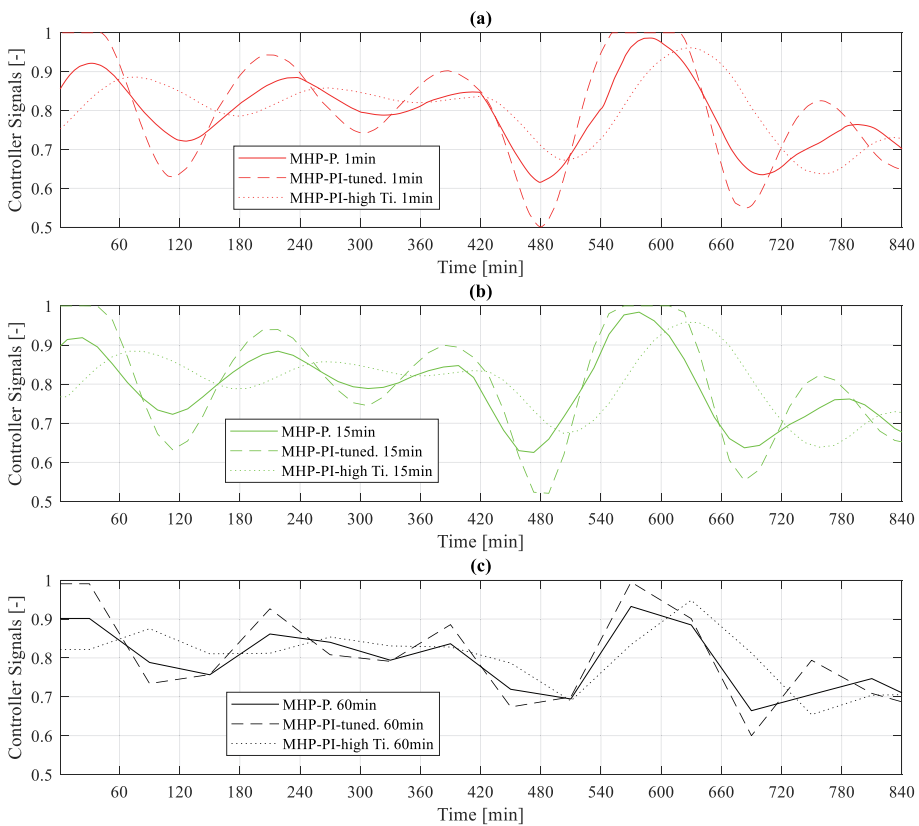 (a)
Controller Signals [-]
1
0.9
0.8
0.7
0.6
0.5
MHP-P. 1min
MHP-PI-tuned. 1min
MHP-PI-high Ti. 1min
60 120 180 240 300 360 420 480 540 600 660 720 780 840
Time [min]
(b)
Controller Signals [-]
1
0.9
0.8
0.7
0.6
0.5
MHP-P. 15min
MHP-PI-tuned. 15min
MHP-PI-high Ti. 15min
60 120 180 240 300 360 420 480 540 600 660 720 780 840
Time [min]
(c)
Controller Signals [-]
1
0.9
0.8
0.7
0.6
0.5
MHP-P. 60min
MHP-PI-tuned. 60min
MHP-PI-high Ti. 60min
60 120 180 240 300 360 420 480 540 600 660 720 780 840
Time [min]